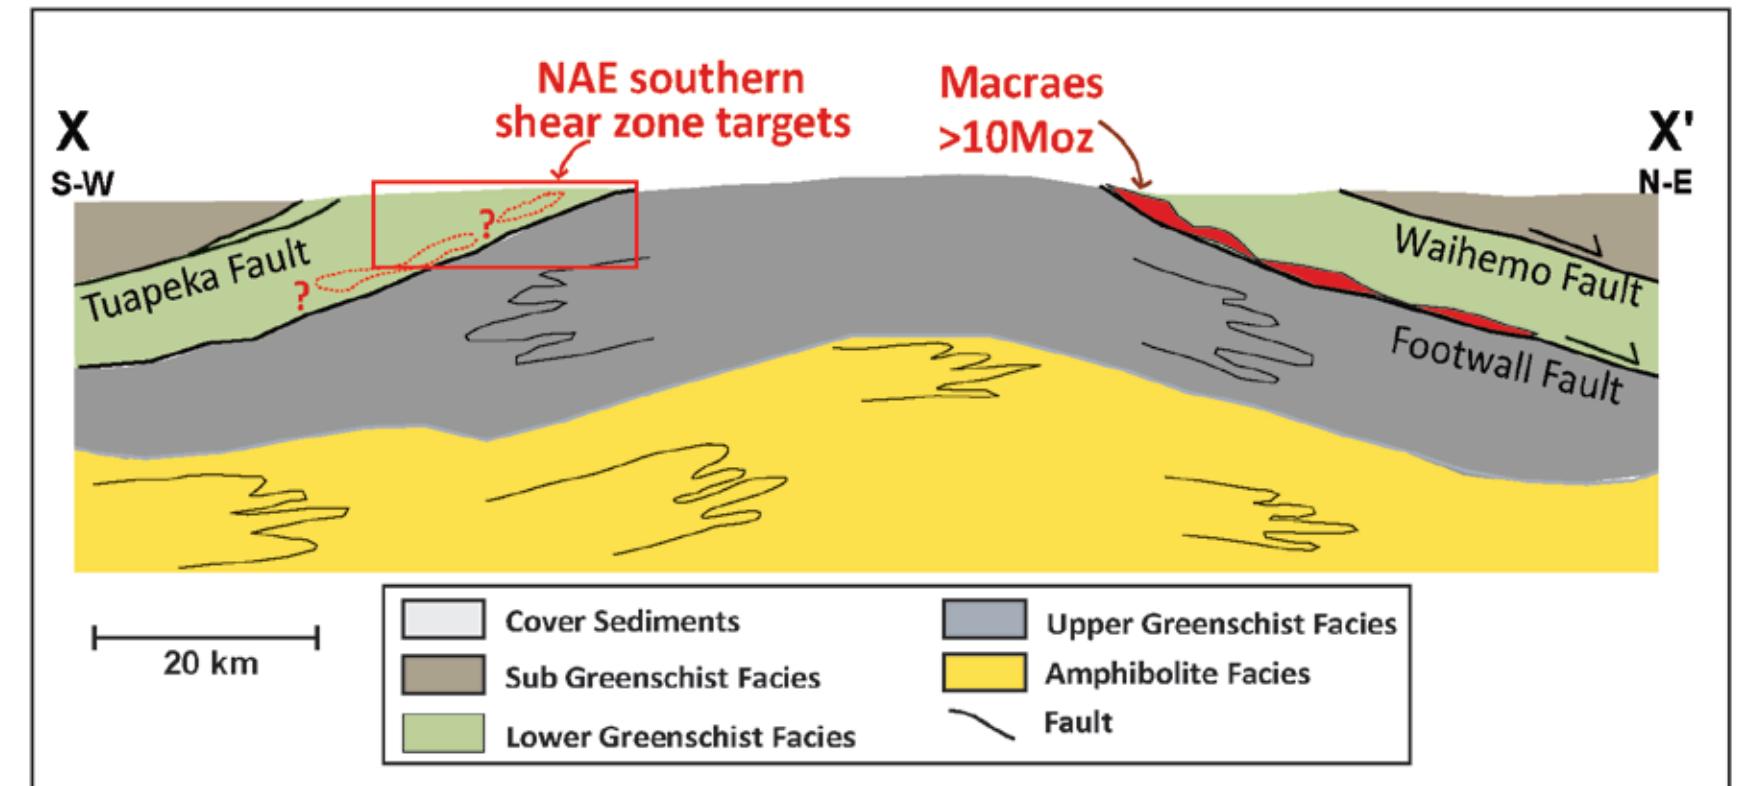 NAE southern
shear zone targets
Macraes
>10Moz
X
S-W
X'
N-E
?
?
Tuapeka Fault
Waihemo Fault
Footwall Fault
20 km
Cover Sediments
Sub Greenschist Facies
Lower Greenschist Facies
Upper Greenschist Facies
Amphibolite Facies
Fault